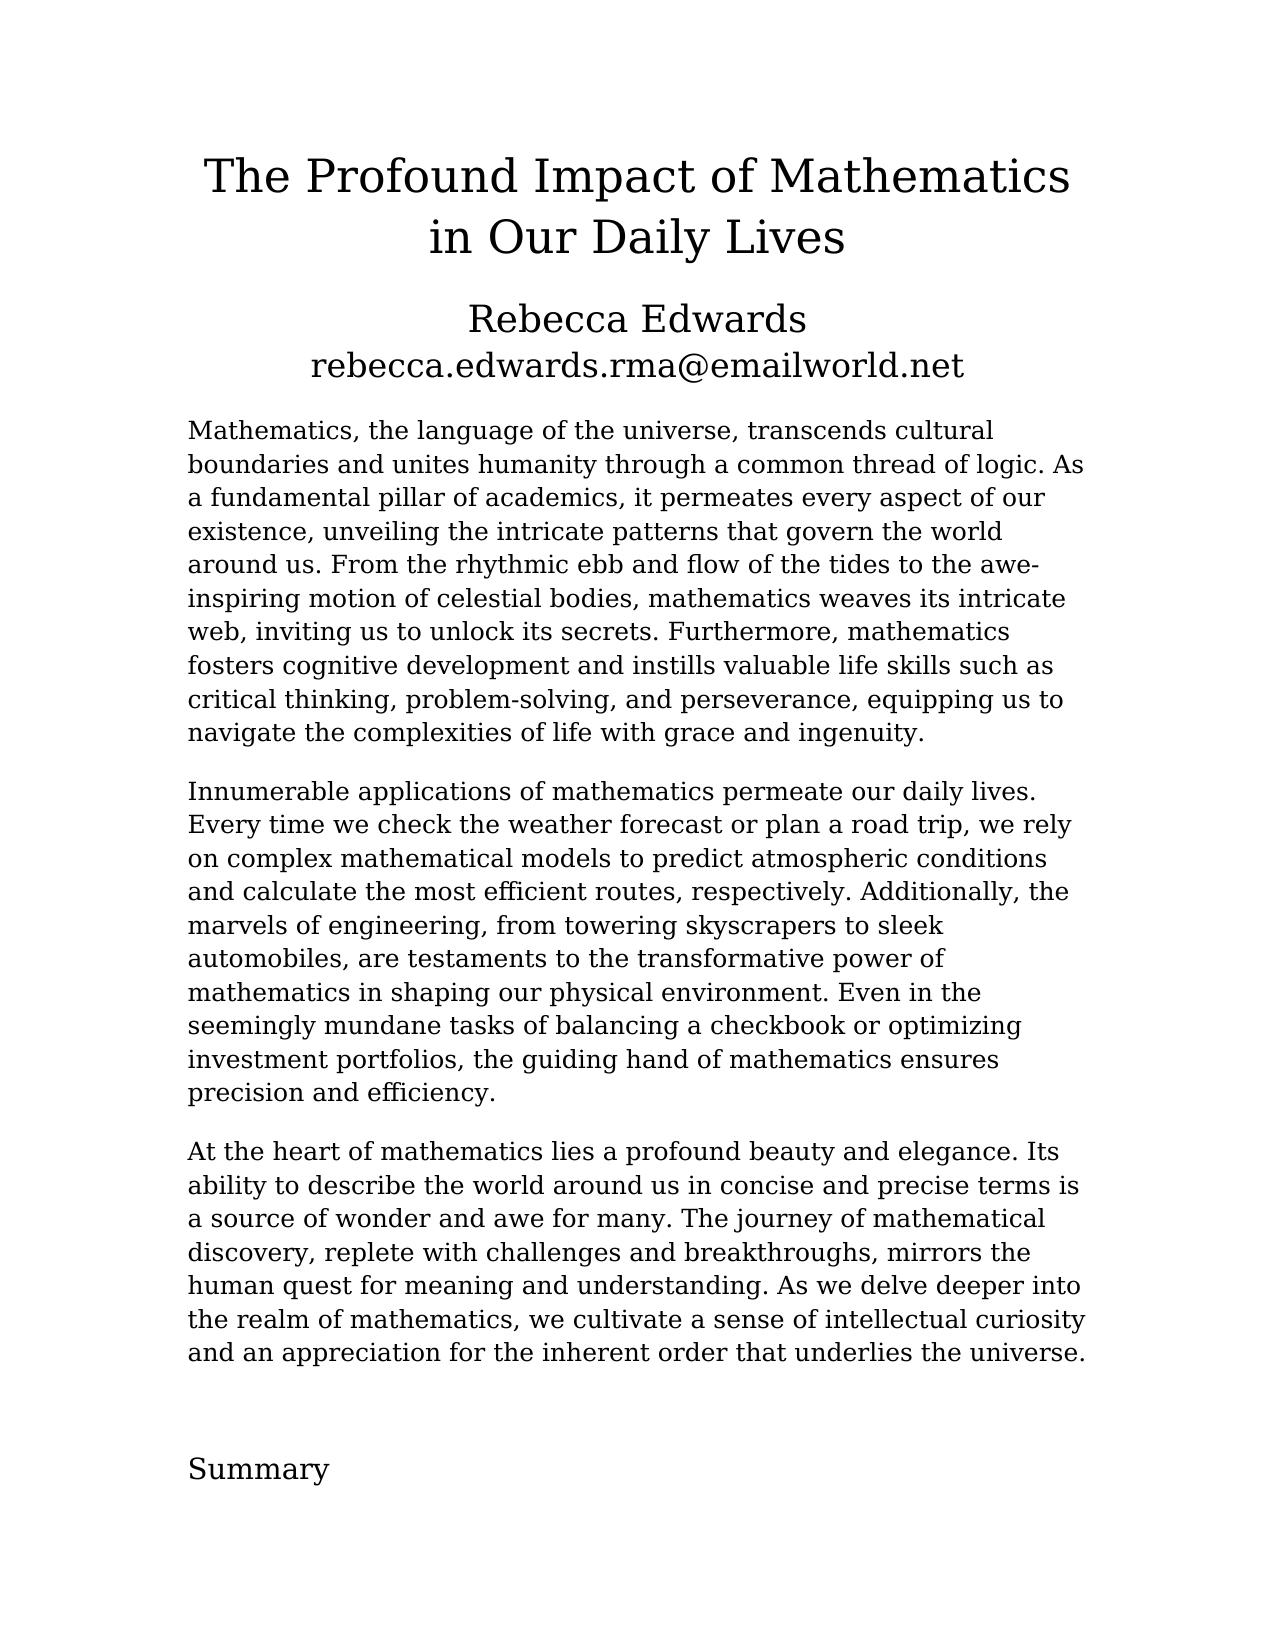 The Profound Impact of Mathematics
in Our Daily Lives
Rebecca Edwards
rebecca.edwards.rma@emailworld.net
Mathematics, the language of the universe, transcends cultural
boundaries and unites humanity through a common thread of logic. As
a fundamental pillar of academics, it permeates every aspect of our
existence, unveiling the intricate patterns that govern the world
around us. From the rhythmic ebb and flow of the tides to the awe-
inspiring motion of celestial bodies, mathematics weaves its intricate
web, inviting us to unlock its secrets. Furthermore, mathematics
fosters cognitive development and instills valuable life skills such as
critical thinking, problem-solving, and perseverance, equipping us to
navigate the complexities of life with grace and ingenuity.
Innumerable applications of mathematics permeate our daily lives.
Every time we check the weather forecast or plan a road trip, we rely
on complex mathematical models to predict atmospheric conditions
and calculate the most efficient routes, respectively. Additionally, the
marvels of engineering, from towering skyscrapers to sleek
automobiles, are testaments to the transformative power of
mathematics in shaping our physical environment. Even in the
seemingly mundane tasks of balancing a checkbook or optimizing
investment portfolios, the guiding hand of mathematics ensures
precision and efficiency.
At the heart of mathematics lies a profound beauty and elegance. Its
ability to describe the world around us in concise and precise terms is
a source of wonder and awe for many. The journey of mathematical
discovery, replete with challenges and breakthroughs, mirrors the
human quest for meaning and understanding. As we delve deeper into
the realm of mathematics, we cultivate a sense of intellectual curiosity
and an appreciation for the inherent order that underlies the universe.
Summary